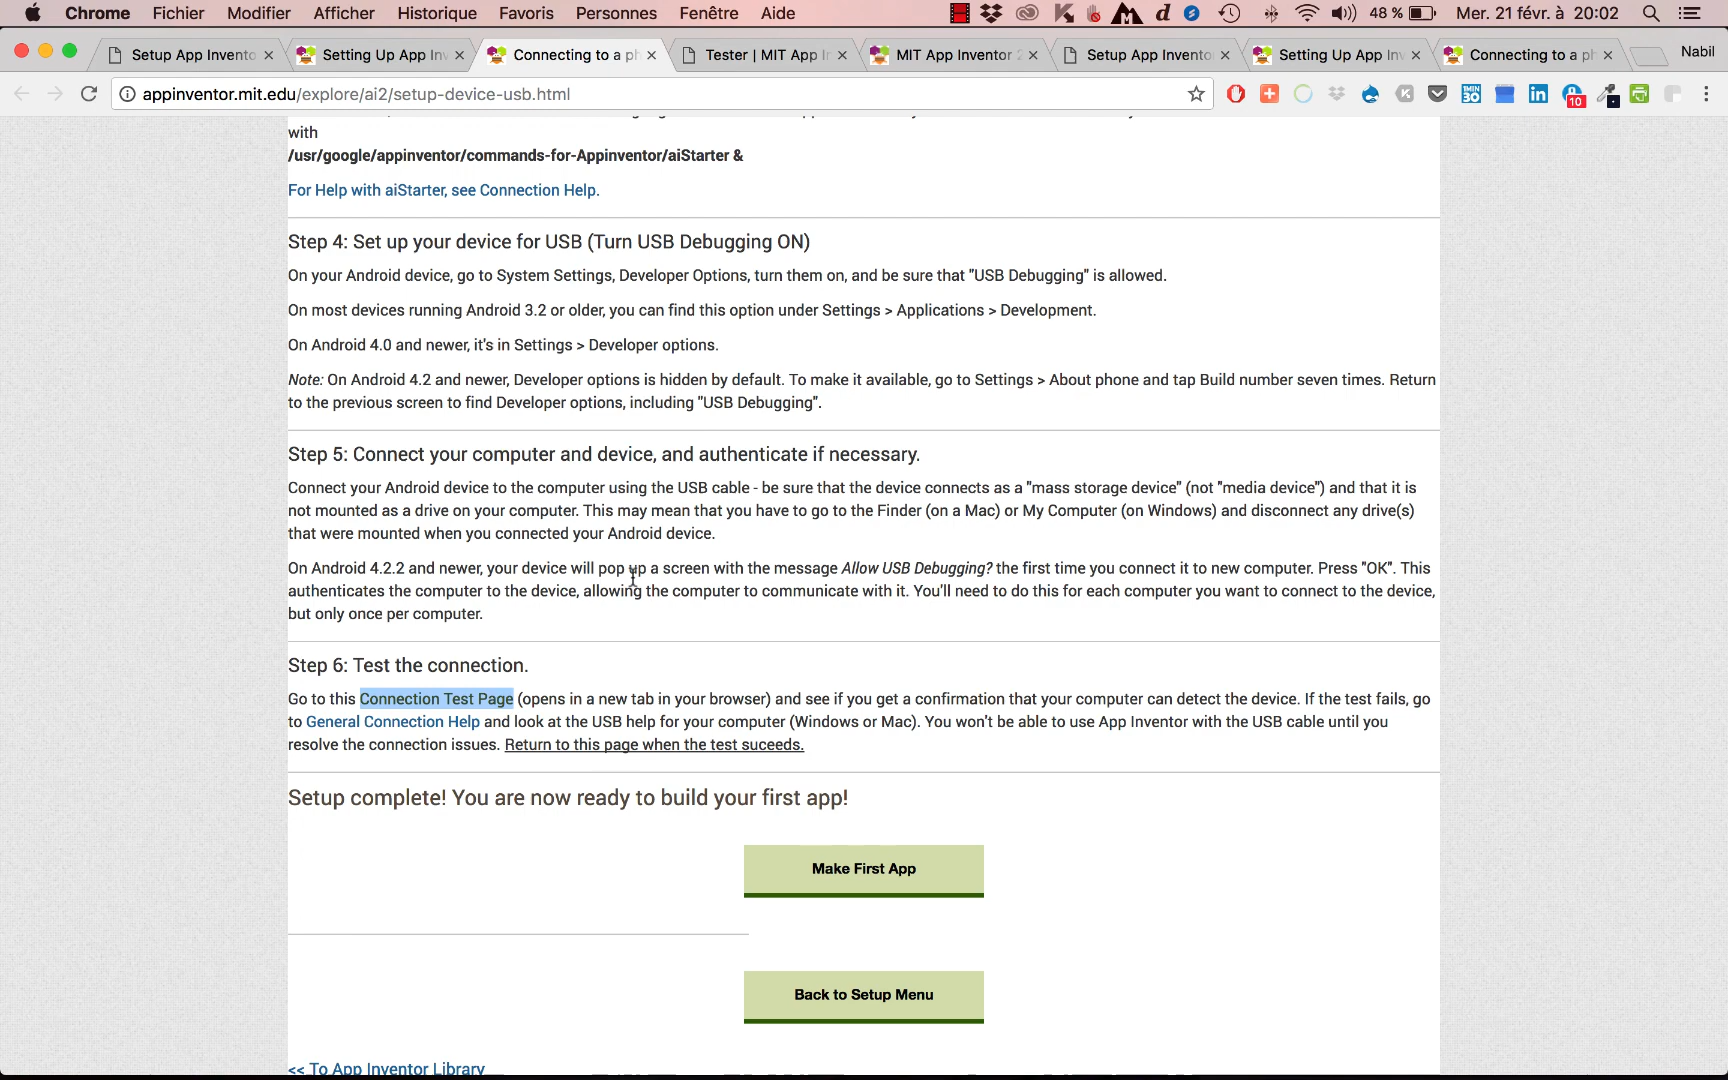 Chrome Fichier Modifier Afficher Historique Favoris Personnes Fenêtre Aide 48 % Mer. 21 févr. à 20:02
Setup App Invento Setting Up App Inv Connecting to a ph Tester | MIT App In MIT App Inventor 2 Setup App Invento Setting Up App Inv Connecting to a ph Nabil
appinventor.mit.edu/explore/ai2/setup-device-usb.html
with
/usr/google/appinventor/commands-for-Appinventor/aiStarter &
For Help with aiStarter, see Connection Help.
Step 4: Set up your device for USB (Turn USB Debugging ON)
On your Android device, go to System Settings, Developer Options, turn them on, and be sure that "USB Debugging" is allowed.
On most devices running Android 3.2 or older, you can find this option under Settings > Applications > Development.
On Android 4.0 and newer, it's in Settings > Developer options.
Note: On Android 4.2 and newer, Developer options is hidden by default. To make it available, go to Settings > About phone and tap Build number seven times. Return
to the previous screen to find Developer options, including "USB Debugging".
Step 5: Connect your computer and device, and authenticate if necessary.
Connect your Android device to the computer using the USB cable - be sure that the device connects as a "mass storage device" (not "media device") and that it is
not mounted as a drive on your computer. This may mean that you have to go to the Finder (on a Mac) or My Computer (on Windows) and disconnect any drive(s)
that were mounted when you connected your Android device.
On Android 4.2.2 and newer, your device will pop up a screen with the message Allow USB Debugging? the first time you connect it to new computer. Press "OK". This
authenticates the computer to the device, allowing the computer to communicate with it. You'll need to do this for each computer you want to connect to the device,
but only once per computer.
Step 6: Test the connection.
Go to this Connection Test Page (opens in a new tab in your browser) and see if you get a confirmation that your computer can detect the device. If the test fails, go
to General Connection Help and look at the USB help for your computer (Windows or Mac). You won't be able to use App Inventor with the USB cable until you
resolve the connection issues. Return to this page when the test suceeds.
Setup complete! You are now ready to build your first app!
Make First App
Back to Setup Menu
<< To App Inventor Library